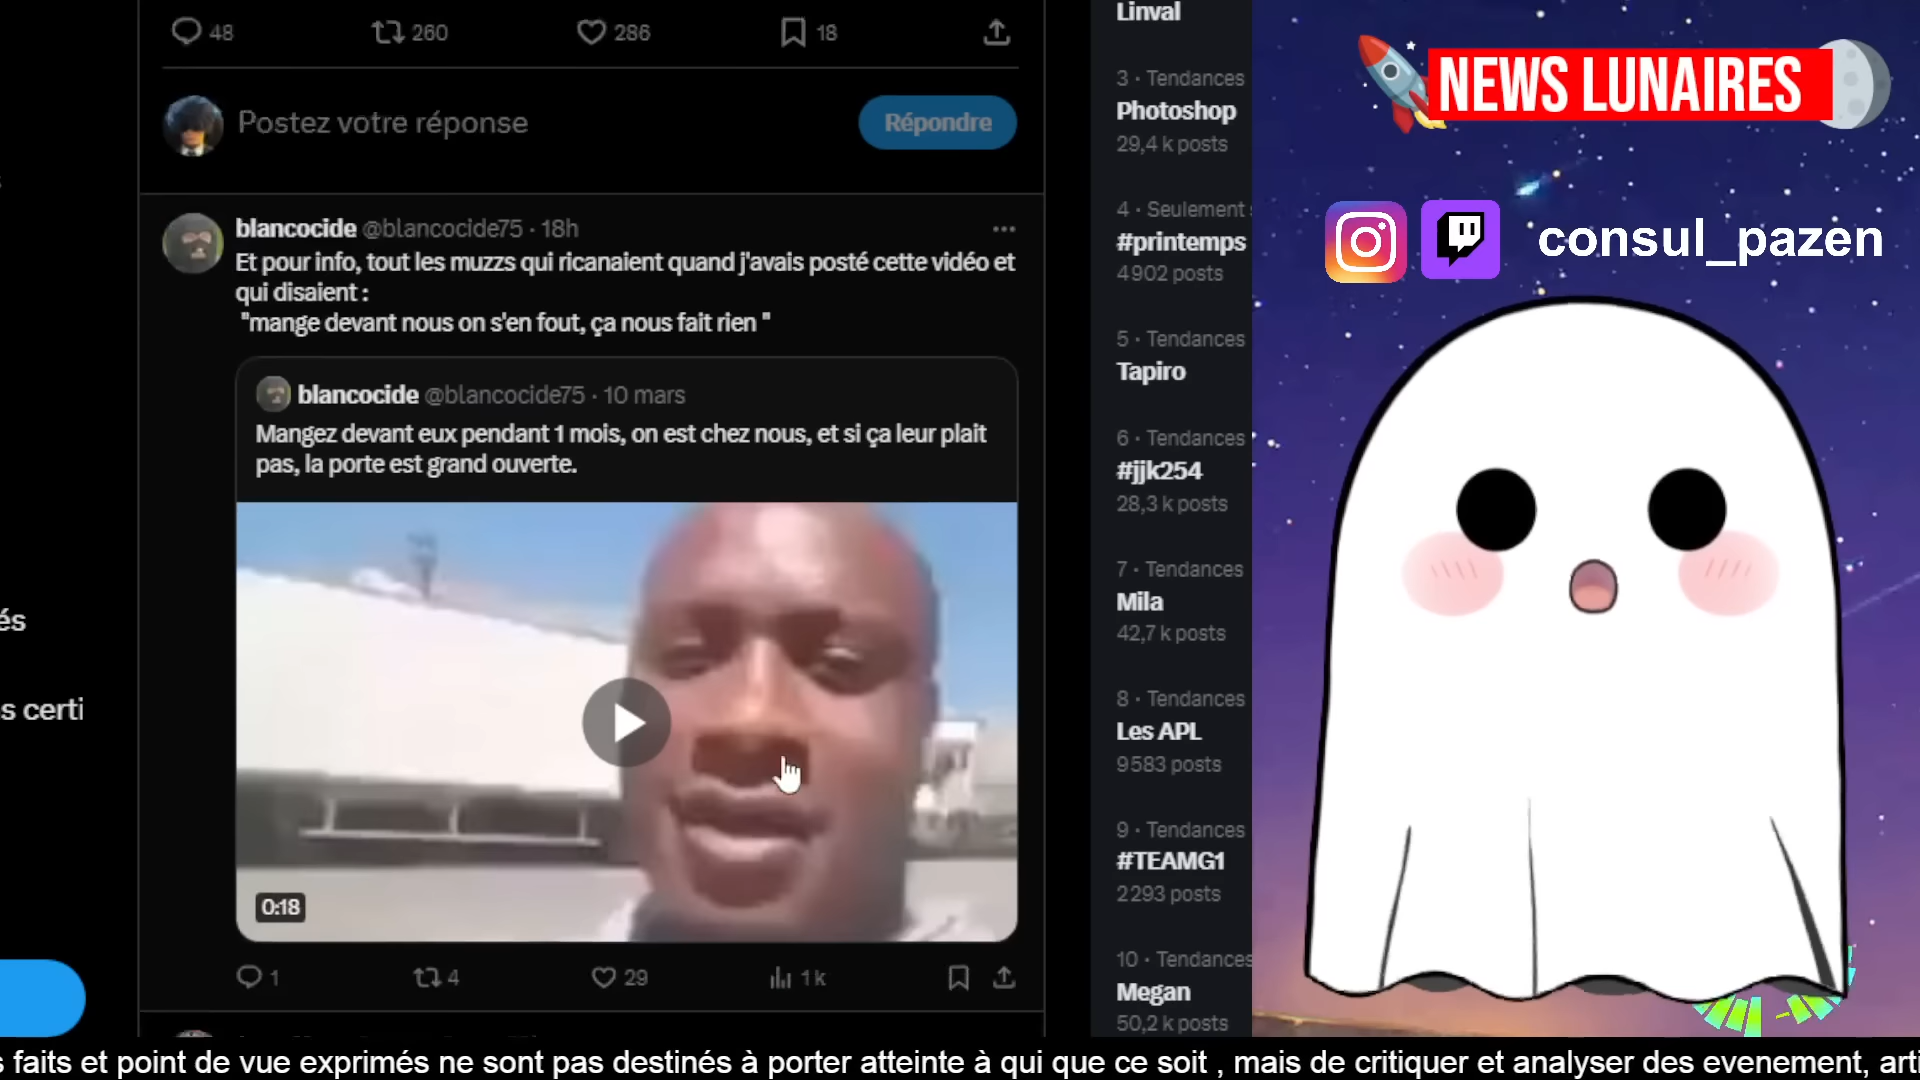 48
260
286
18
Postez votre réponse
Répondre
blancocide @blancocide75 · 18h
Et pour info, tout les muzzs qui ricanaient quand j'avais posté cette vidéo et
qui disaient :
"mange devant nous on s'en fout, ça nous fait rien "
blancocide @blancocide75 · 10 mars
Mangez devant eux pendant 1 mois, on est chez nous, et si ça leur plait
pas, la porte est grand ouverte.
0:18
1
4
29
1 k
és
s certi
Linval
3 · Tendances
Photoshop
29,4 k posts
4 · Seulement
#printemps
4 902 posts
5 · Tendances
Tapiro
6 · Tendances
#jjk254
28,3 k posts
7 · Tendances
Mila
42,7 k posts
8 · Tendances
Les APL
9 583 posts
9 · Tendances
#TEAMG1
2 293 posts
10 · Tendances
Megan
50,2 k posts
NEWS LUNAIRES
consul_pazen
s faits et point de vue exprimés ne sont pas destinés à porter atteinte à qui que ce soit , mais de critiquer et analyser des evenement, arti